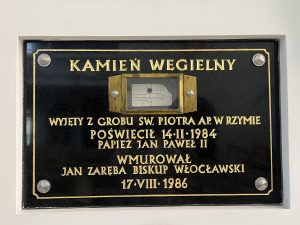 KAMIEŃ WĘGIELNY
WYJĘTY Z GROBU ŚW. PIOTRA AP. W RZYMIE
POŚWIĘCIŁ 14·II·1984
PAPIEŻ JAN PAWEŁ II
WMUROWAŁ
JAN ZARĘBA BISKUP WŁOCŁAWSKI
17·VIII·1986